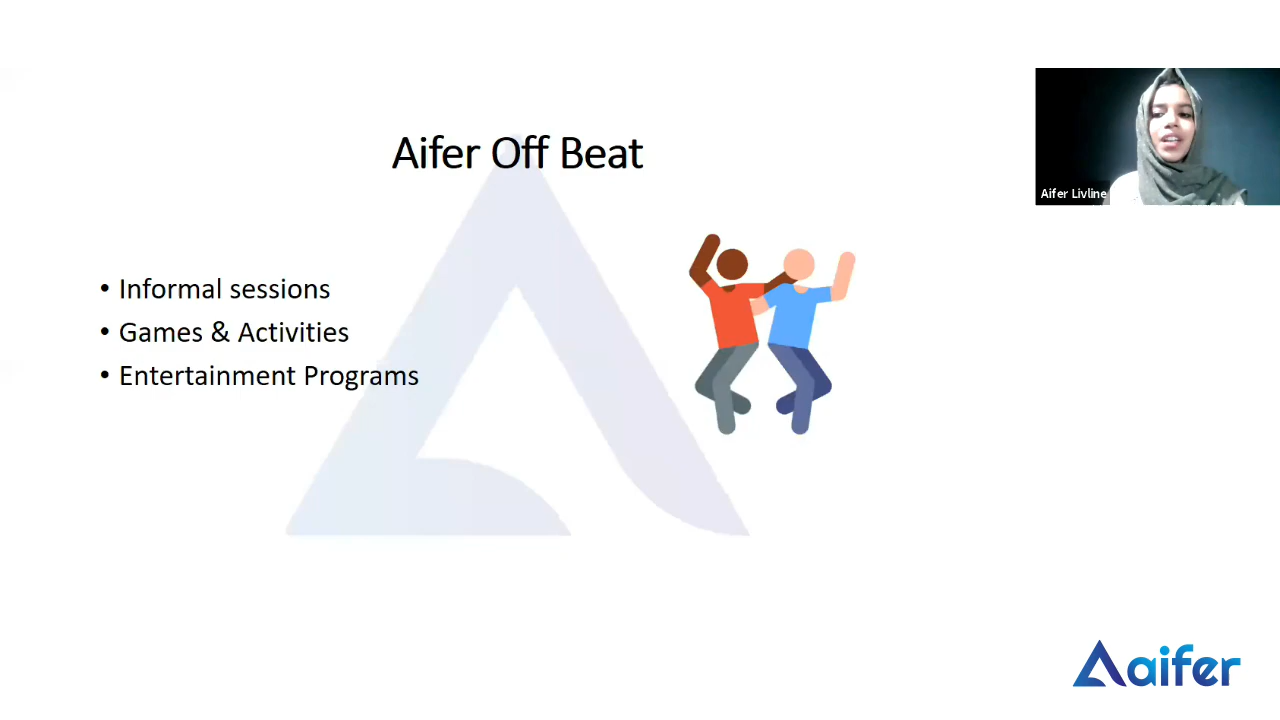 Aifer Off Beat
• Informal sessions
• Games & Activities
• Entertainment Programs
Aifer Livline
aifer